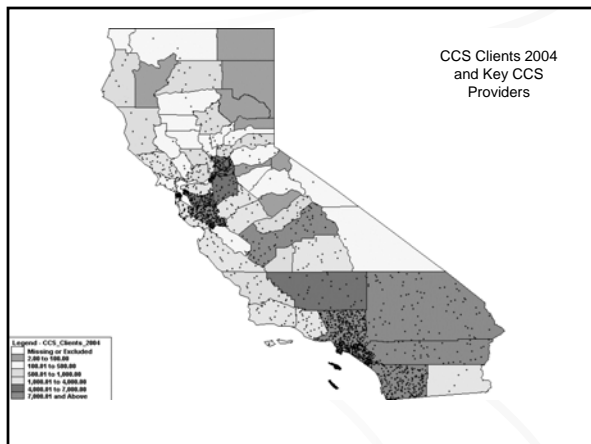 CCS Clients 2004
and Key CCS
Providers
Legend - CCS_Clients_2004
Missing or Excluded
2.00 to 100.00
100.01 to 500.00
500.01 to 1,000.00
1,000.01 to 4,000.00
4,000.01 to 7,000.00
7,000.01 and Above